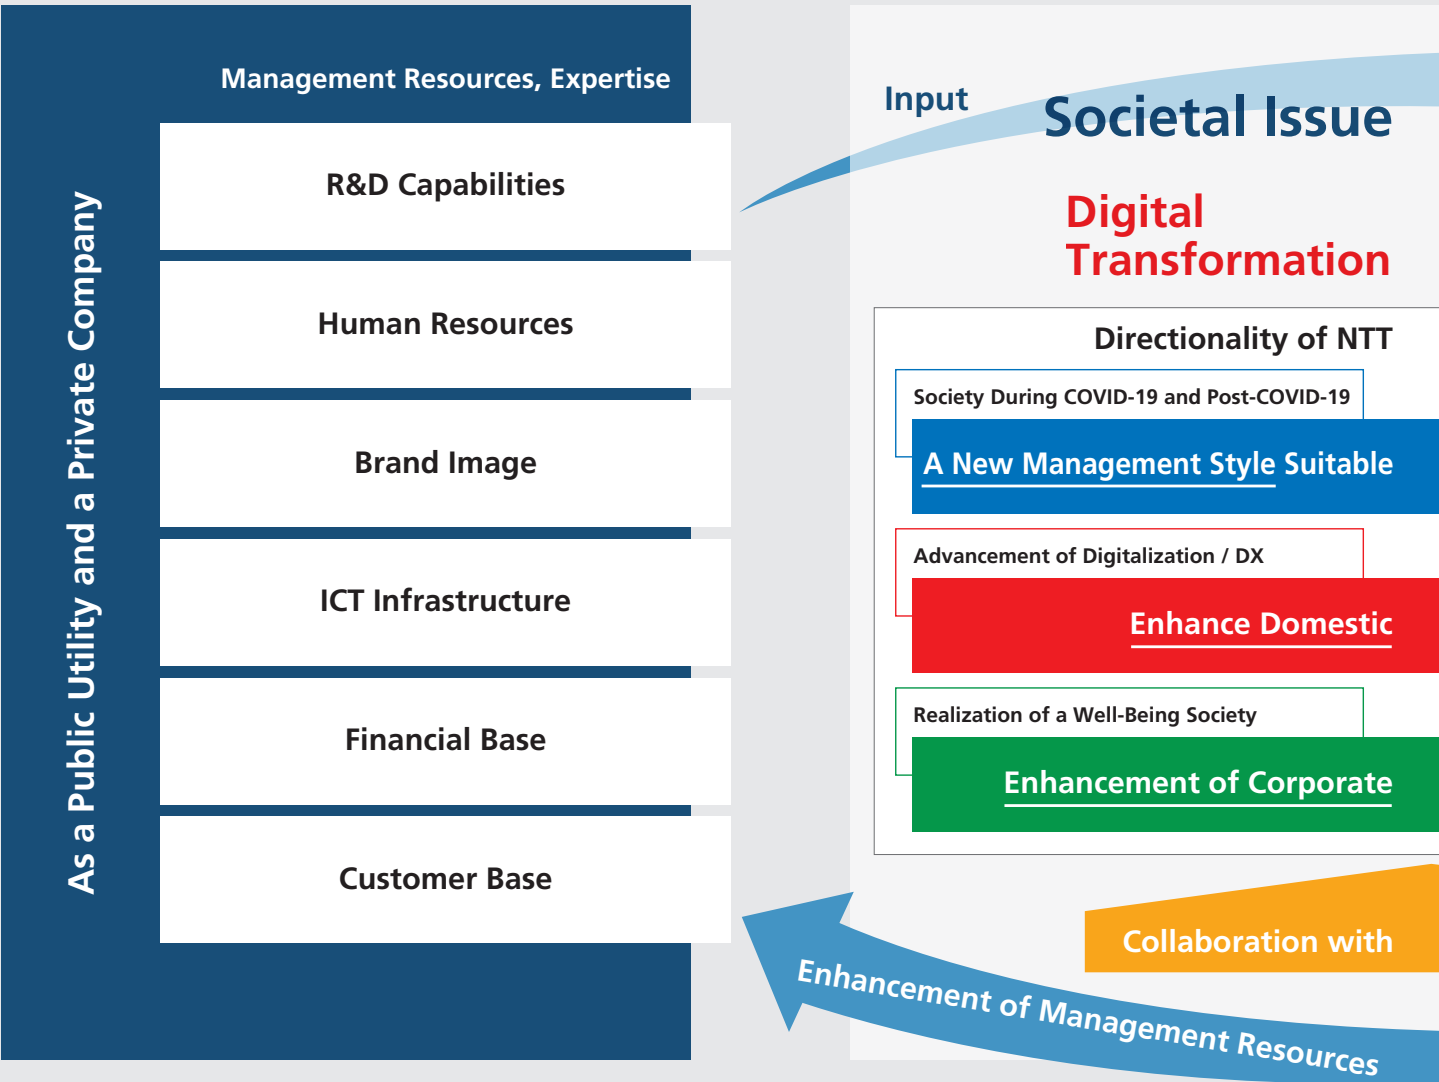 As a Public Utility and a Private Company
Management Resources, Expertise
R&D Capabilities
Human Resources
Brand Image
ICT Infrastructure
Financial Base
Customer Base
Input
Societal Issue
Digital
Transformation
Directionality of NTT
Society During COVID-19 and Post-COVID-19
A New Management Style Suitable
Advancement of Digitalization / DX
Enhance Domestic
Realization of a Well-Being Society
Enhancement of Corporate
Collaboration with
Enhancement of Management Resources